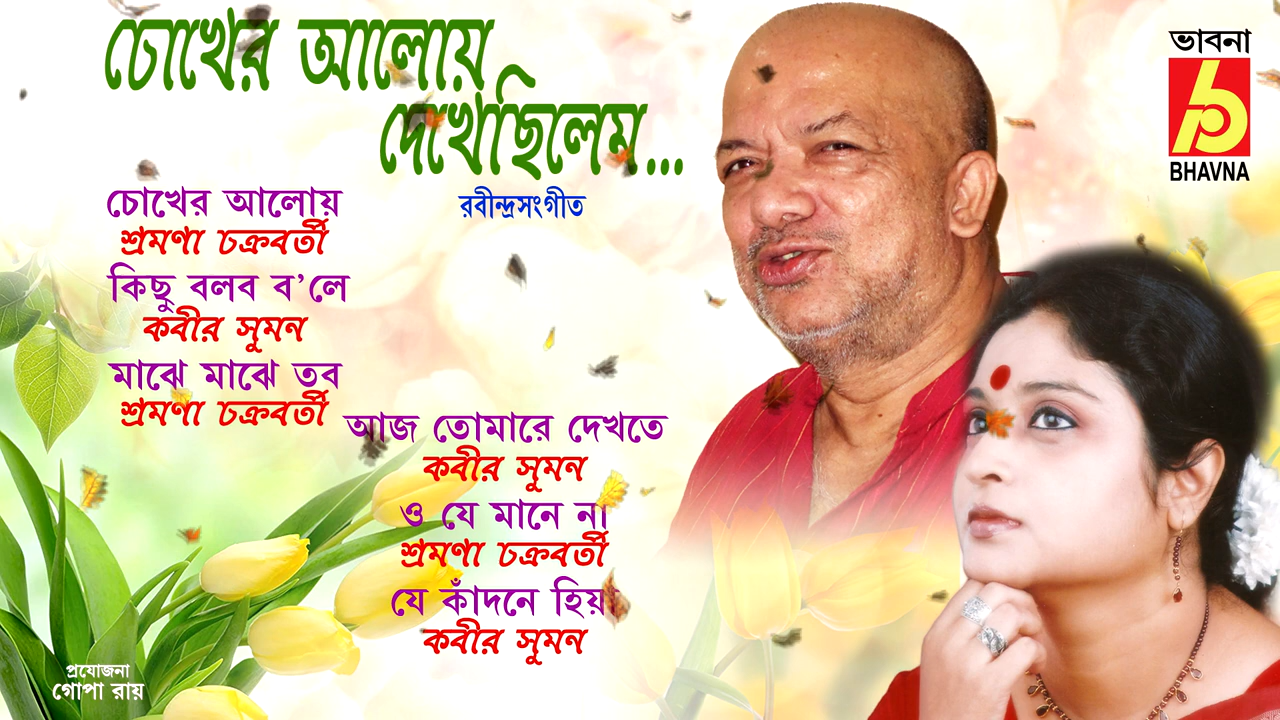 চোখের আলোয়
দেখেছিলেম...
রবীন্দ্রসংগীত
চোখের আলোয়
শ্রমণা চক্রবর্তী
কিছু বলব ব'লে
কবীর সুমন
মাঝে মাঝে তব
শ্রমণা চক্রবর্তী
আজ তোমারে দেখতে
কবীর সুমন
ও যে মানে না
শ্রমণা চক্রবর্তী
যে কাঁদনে হিয়া
কবীর সুমন
প্রযোজনা
গোপা রায়
ভাবনা
BHAVNA